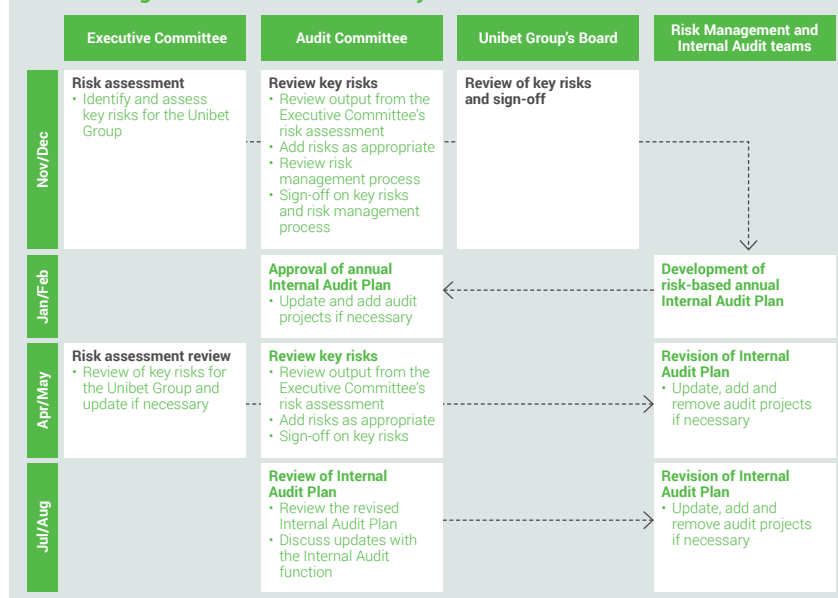 Executive Committee
Audit Committee
Unibet Group's Board
Risk Management and
Internal Audit teams
Nov/Dec
Risk assessment
• Identify and assess
key risks for the Unibet
Group
Review key risks
• Review output from the
Executive Committee's
risk assessment
• Add risks as appropriate
• Review risk
management process
• Sign-off on key risks
and risk management
process
Review of key risks
and sign-off
Jan/Feb
Approval of annual
Internal Audit Plan
• Update and add audit
projects if necessary
Development of
risk-based annual
Internal Audit Plan
Apr/May
Risk assessment review
• Review of key risks for
the Unibet Group and
update if necessary
Review key risks
• Review output from the
Executive Committee's
risk assessment
• Add risks as appropriate
• Sign-off on key risks
Revision of Internal
Audit Plan
• Update, add and
remove audit projects
if necessary
Jul/Aug
Review of Internal
Audit Plan
• Review the revised
Internal Audit Plan
• Discuss updates with
the Internal Audit
function
Revision of Internal
Audit Plan
• Update, add and
remove audit projects
if necessary